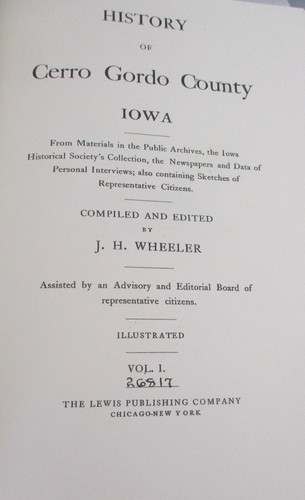 HISTORY
OF
Cerro Gordo County
IOWA
From Materials in the Public Archives, the Iowa
Historical Society's Collection, the Newspapers and Data of
Personal Interviews; also containing Sketches of
Representative Citizens.
COMPILED AND EDITED
BY
J. H. WHEELER
Assisted by an Advisory and Editorial Board of
representative citizens.
ILLUSTRATED
VOL. I.
26817
THE LEWIS PUBLISHING COMPANY
CHICAGO-NEW YORK